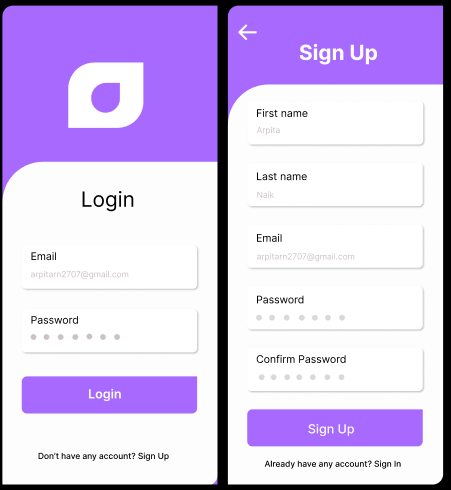 Login
Email
arpitarn2707@gmail.com
Password
Login
Don't have any account? Sign Up
Sign Up
First name
Arpita
Last name
Naik
Email
arpitarn2707@gmail.com
Password
Confirm Password
Sign Up
Already have any account? Sign In